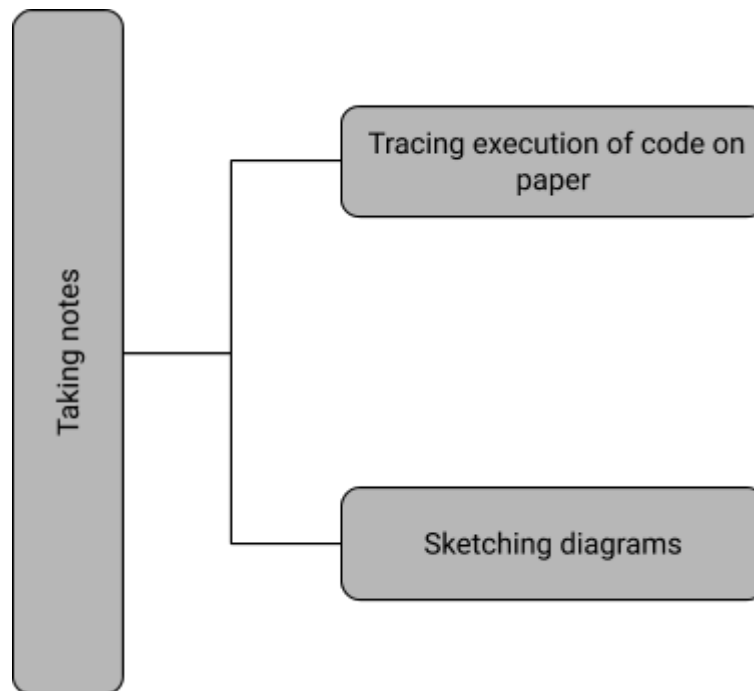 Taking notes
Tracing execution of code on
paper
Sketching diagrams